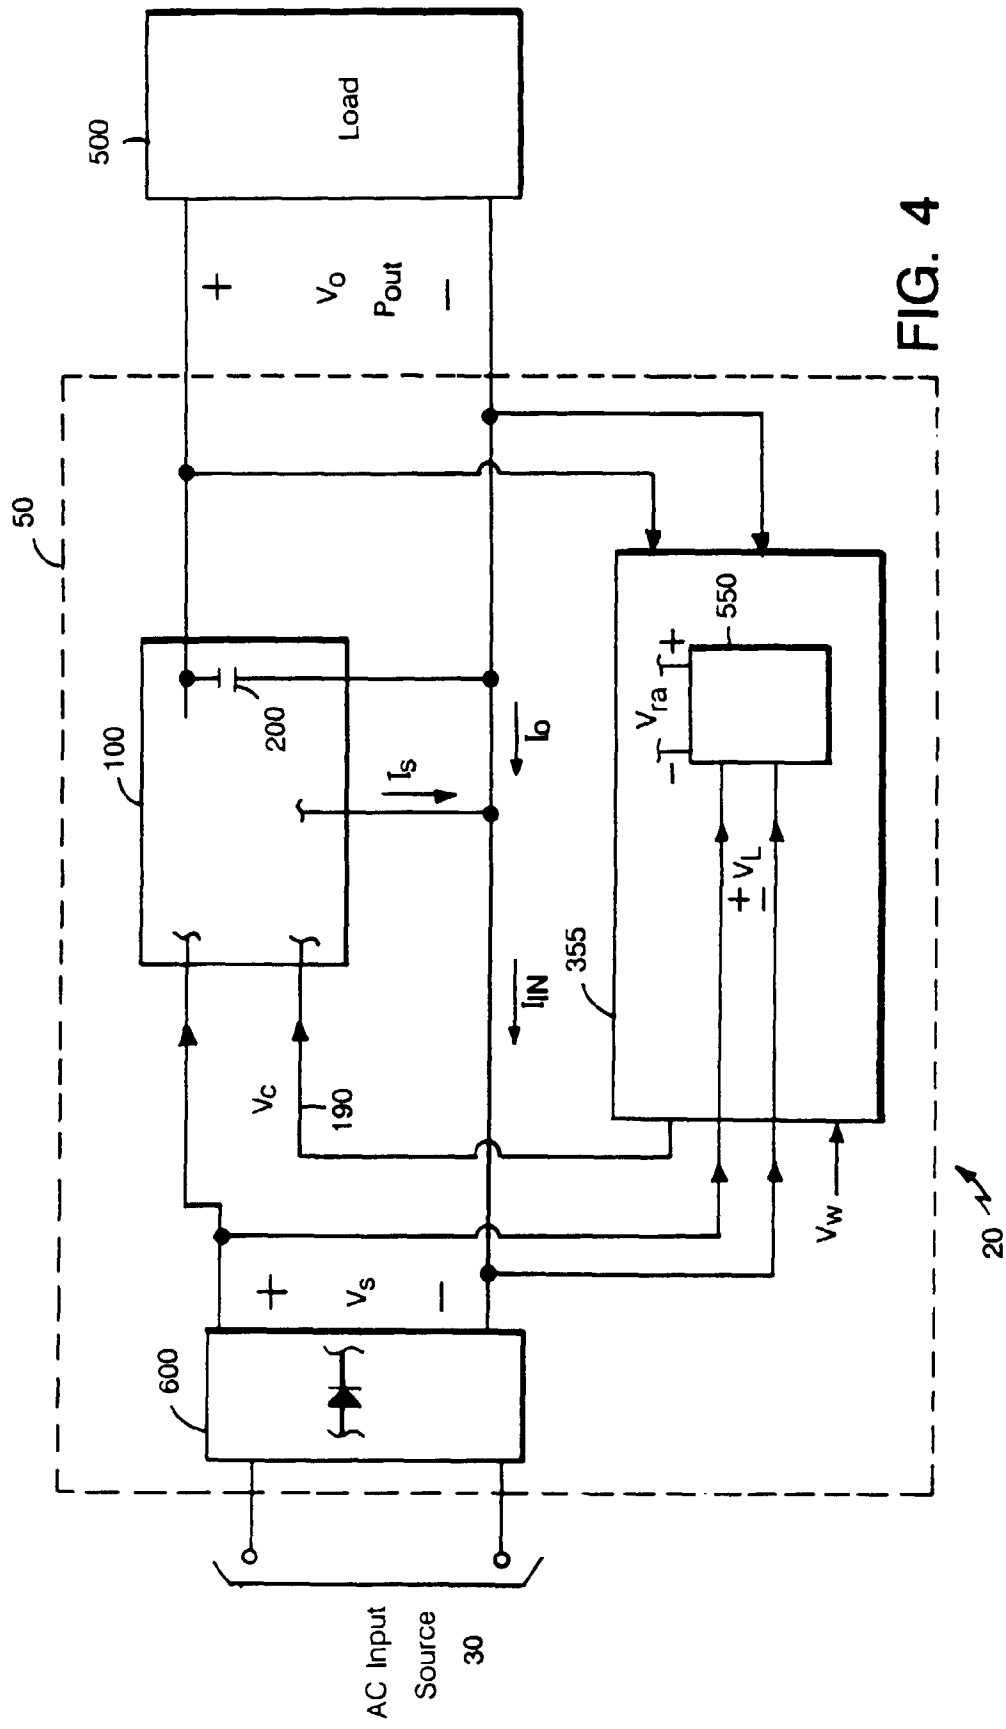 50
500
Load
+
Vo
Pout
−
100
200
Is
Io
IIN
Vc
190
600
+
Vs
−
AC Input
Source
30
355
550
− Vra +
+ VL −
Vw
20
FIG. 4